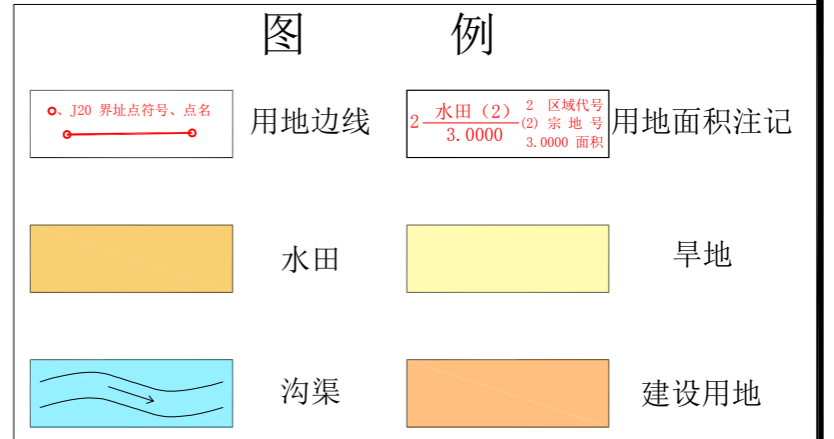 图 例
○、J20 界址点符号、点名
用地边线
2 水田（2） 3.0000
2 区域代号
(2) 宗 地 号
3.0000 面积
用地面积注记
水田
旱地
沟渠
建设用地